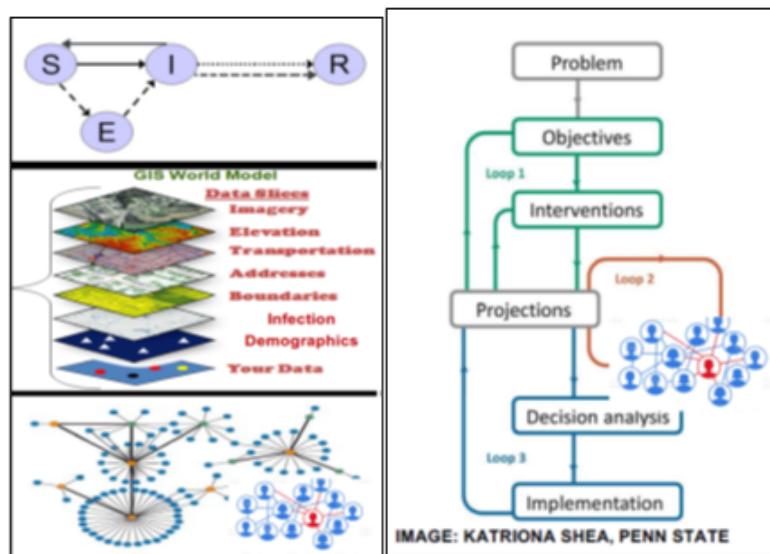 S
I
R
E
GIS World Model
Data Slices
Imagery
Elevation
Transportation
Addresses
Boundaries
Infection
Demographics
Your Data
Problem
Objectives
Loop 1
Interventions
Loop 2
Projections
Decision analysis
Loop 3
Implementation
IMAGE: KATRIONA SHEA, PENN STATE